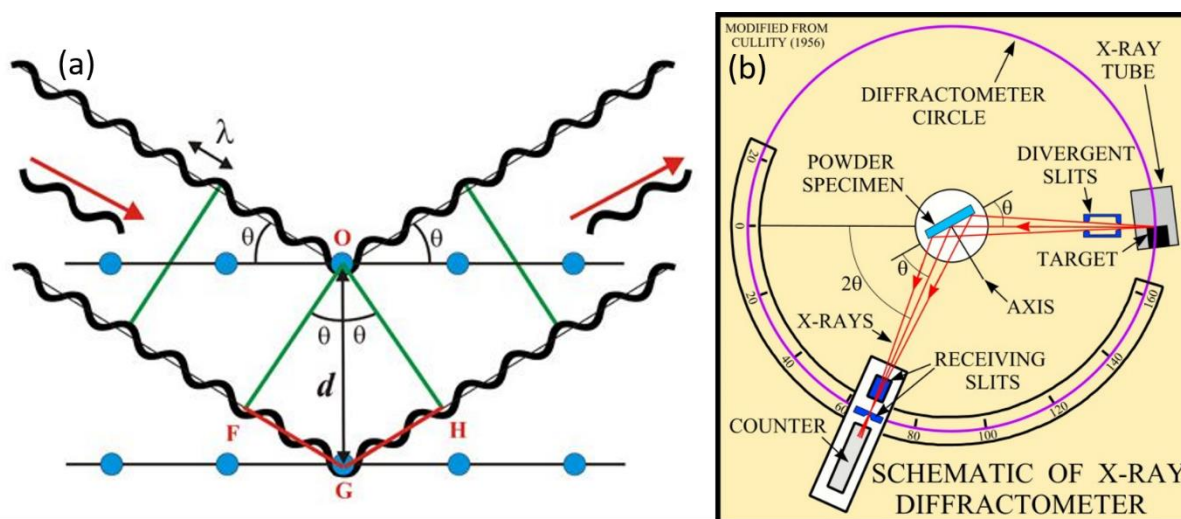 (a)
λ
θ
O
θ
θ
θ
d
F
H
G
MODIFIED FROM
CULLITY (1956)
(b)
X-RAY
TUBE
DIFFRACTOMETER
CIRCLE
POWDER
SPECIMEN
DIVERGENT
SLITS
20
θ
0
TARGET
θ
2θ
AXIS
20
160
X-RAYS
40
RECEIVING
SLITS
140
60
120
80
100
COUNTER
SCHEMATIC OF X-RAY
DIFFRACTOMETER